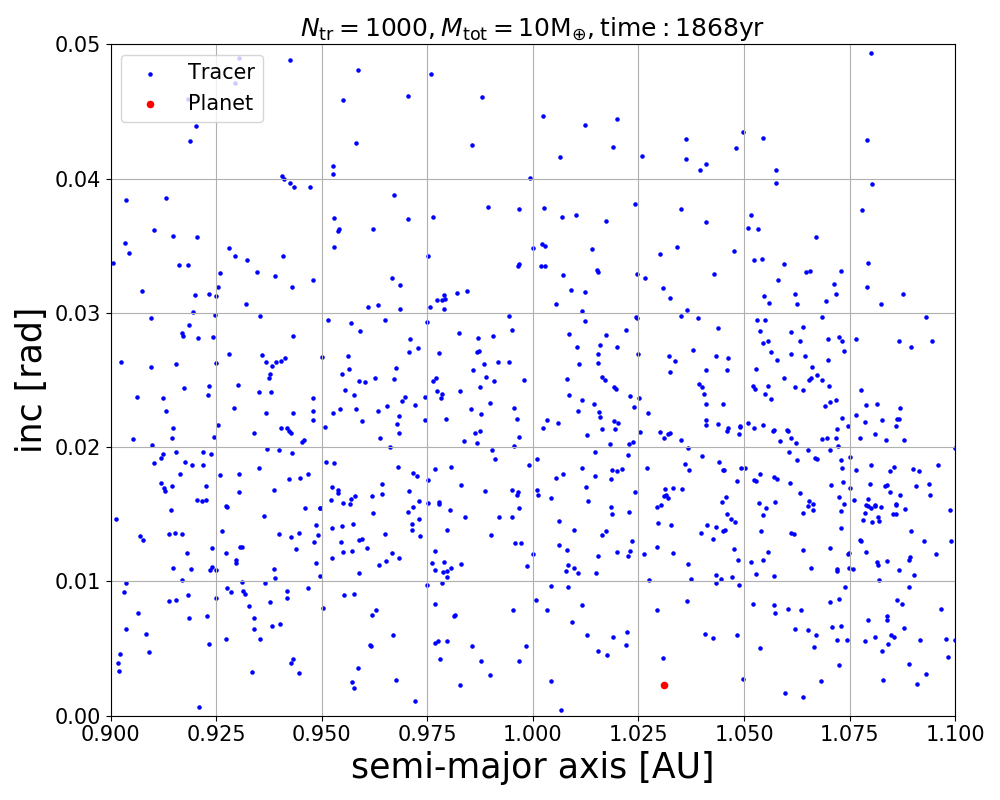 N_tr = 1000, M_tot = 10M_⊕, time : 1868yr
Tracer
Planet
0.05
0.04
0.03
0.02
0.01
0.00
inc [rad]
0.900 0.925 0.950 0.975 1.000 1.025 1.050 1.075 1.100
semi-major axis [AU]